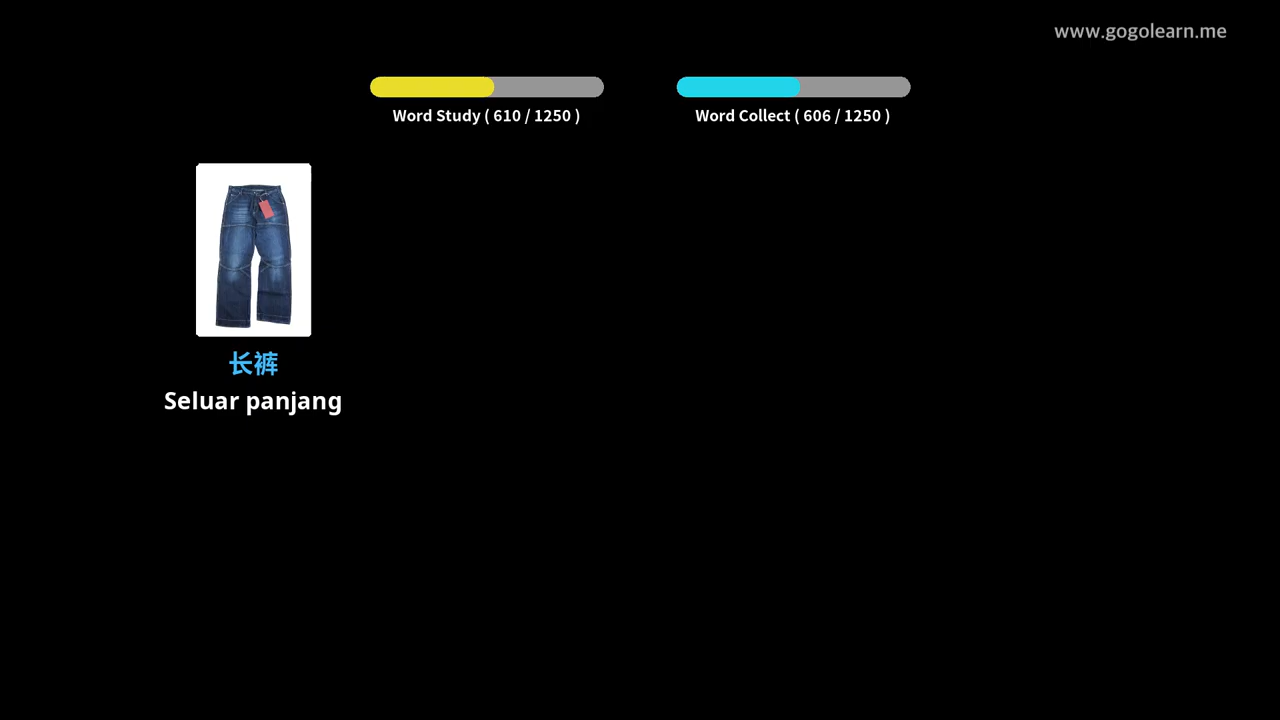 www.gogolearn.me
Word Study ( 610 / 1250 )
Word Collect ( 606 / 1250 )
长裤
Seluar panjang